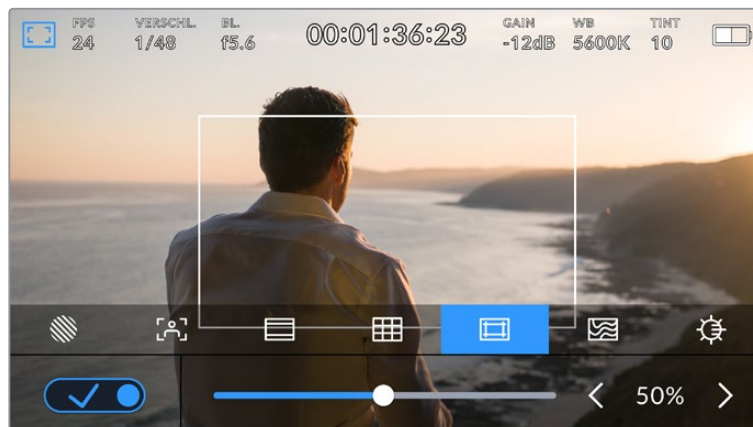 FPS VERSCHL. BL. GAIN WB TINT
24 1/48 f5.6 00:01:36:23 -12dB 5600K 10
50%